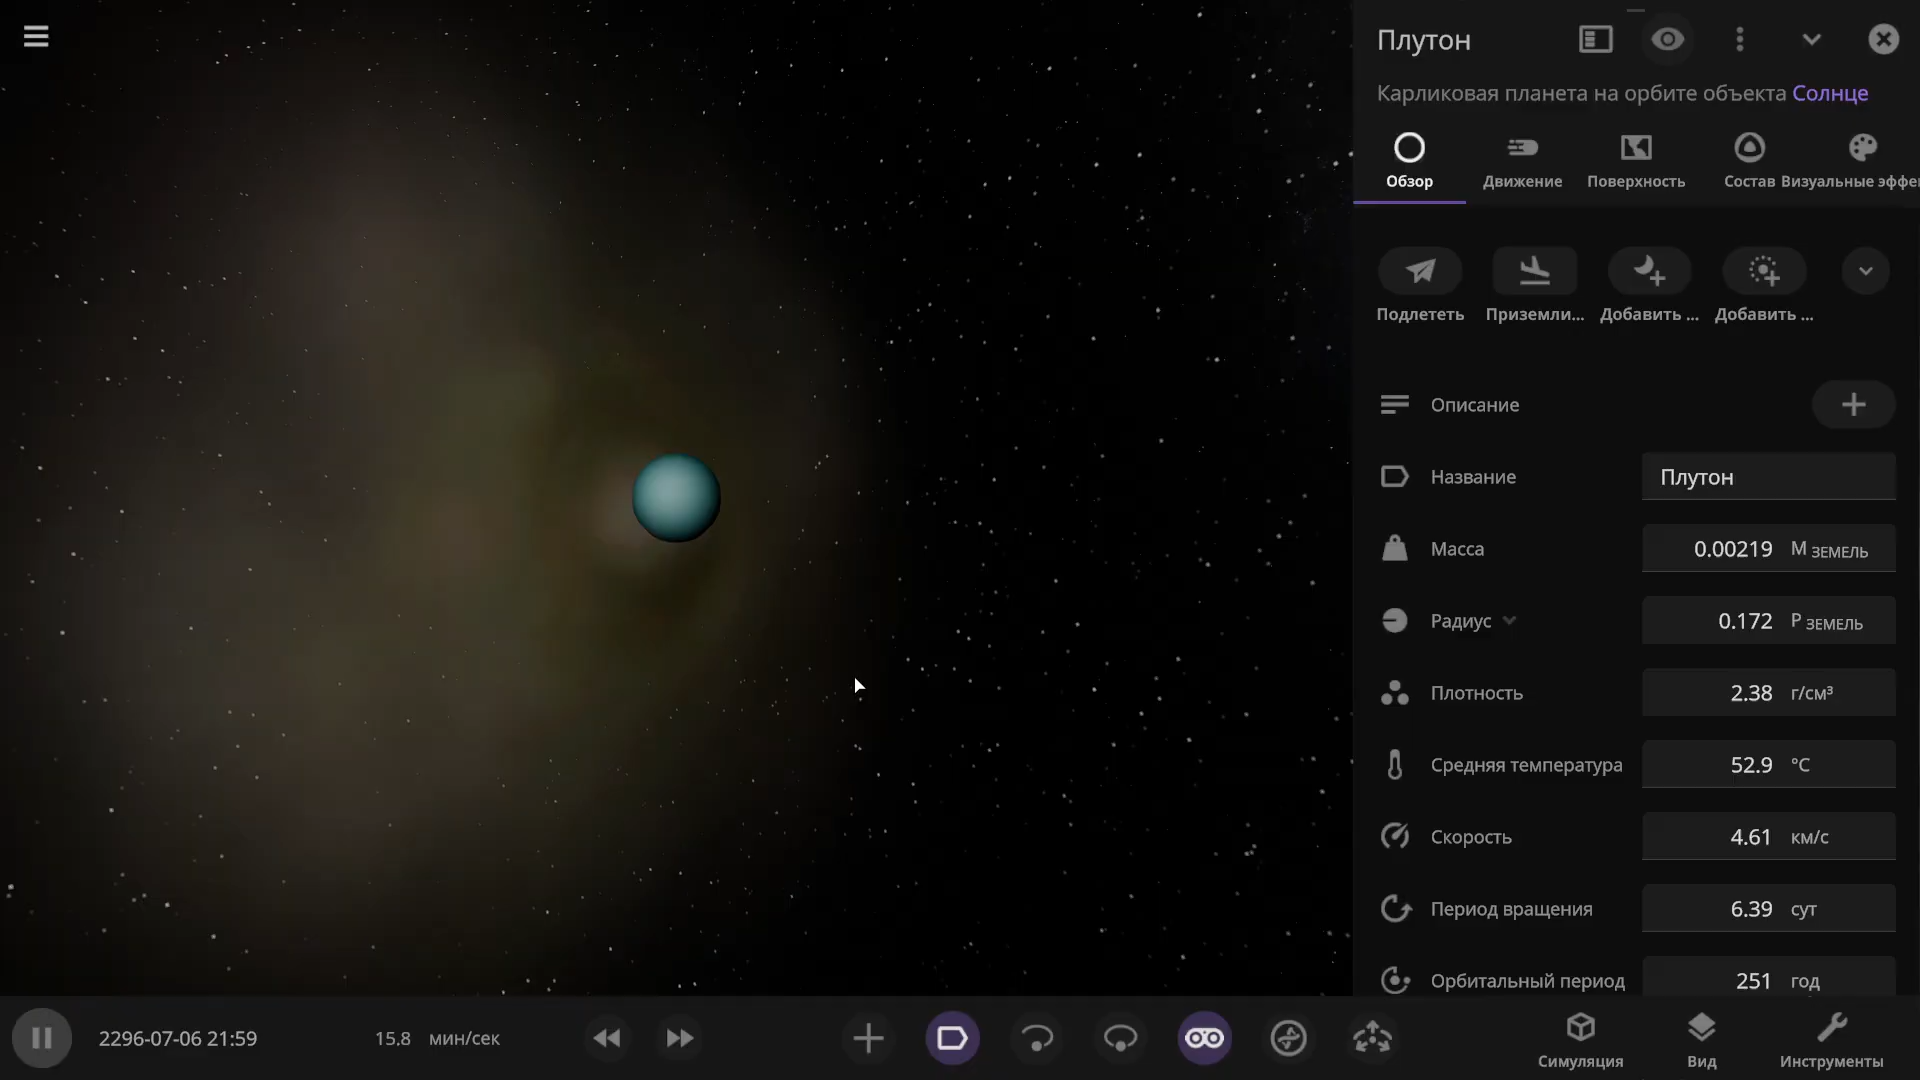 Плутон
Карликовая планета на орбите объекта Солнце
Обзор
Движение
Поверхность
Состав
Визуальные эффе
Подлететь
Приземли...
Добавить ...
Добавить ...
Описание
Название
Плутон
Масса
0.00219 М ЗЕМЕЛЬ
Радиус
0.172 Р ЗЕМЕЛЬ
Плотность
2.38 г/см³
Средняя температура
52.9 °C
Скорость
4.61 км/с
Период вращения
6.39 сут
Орбитальный период
251 год
2296-07-06 21:59
15.8 мин/сек
Симуляция
Вид
Инструменты